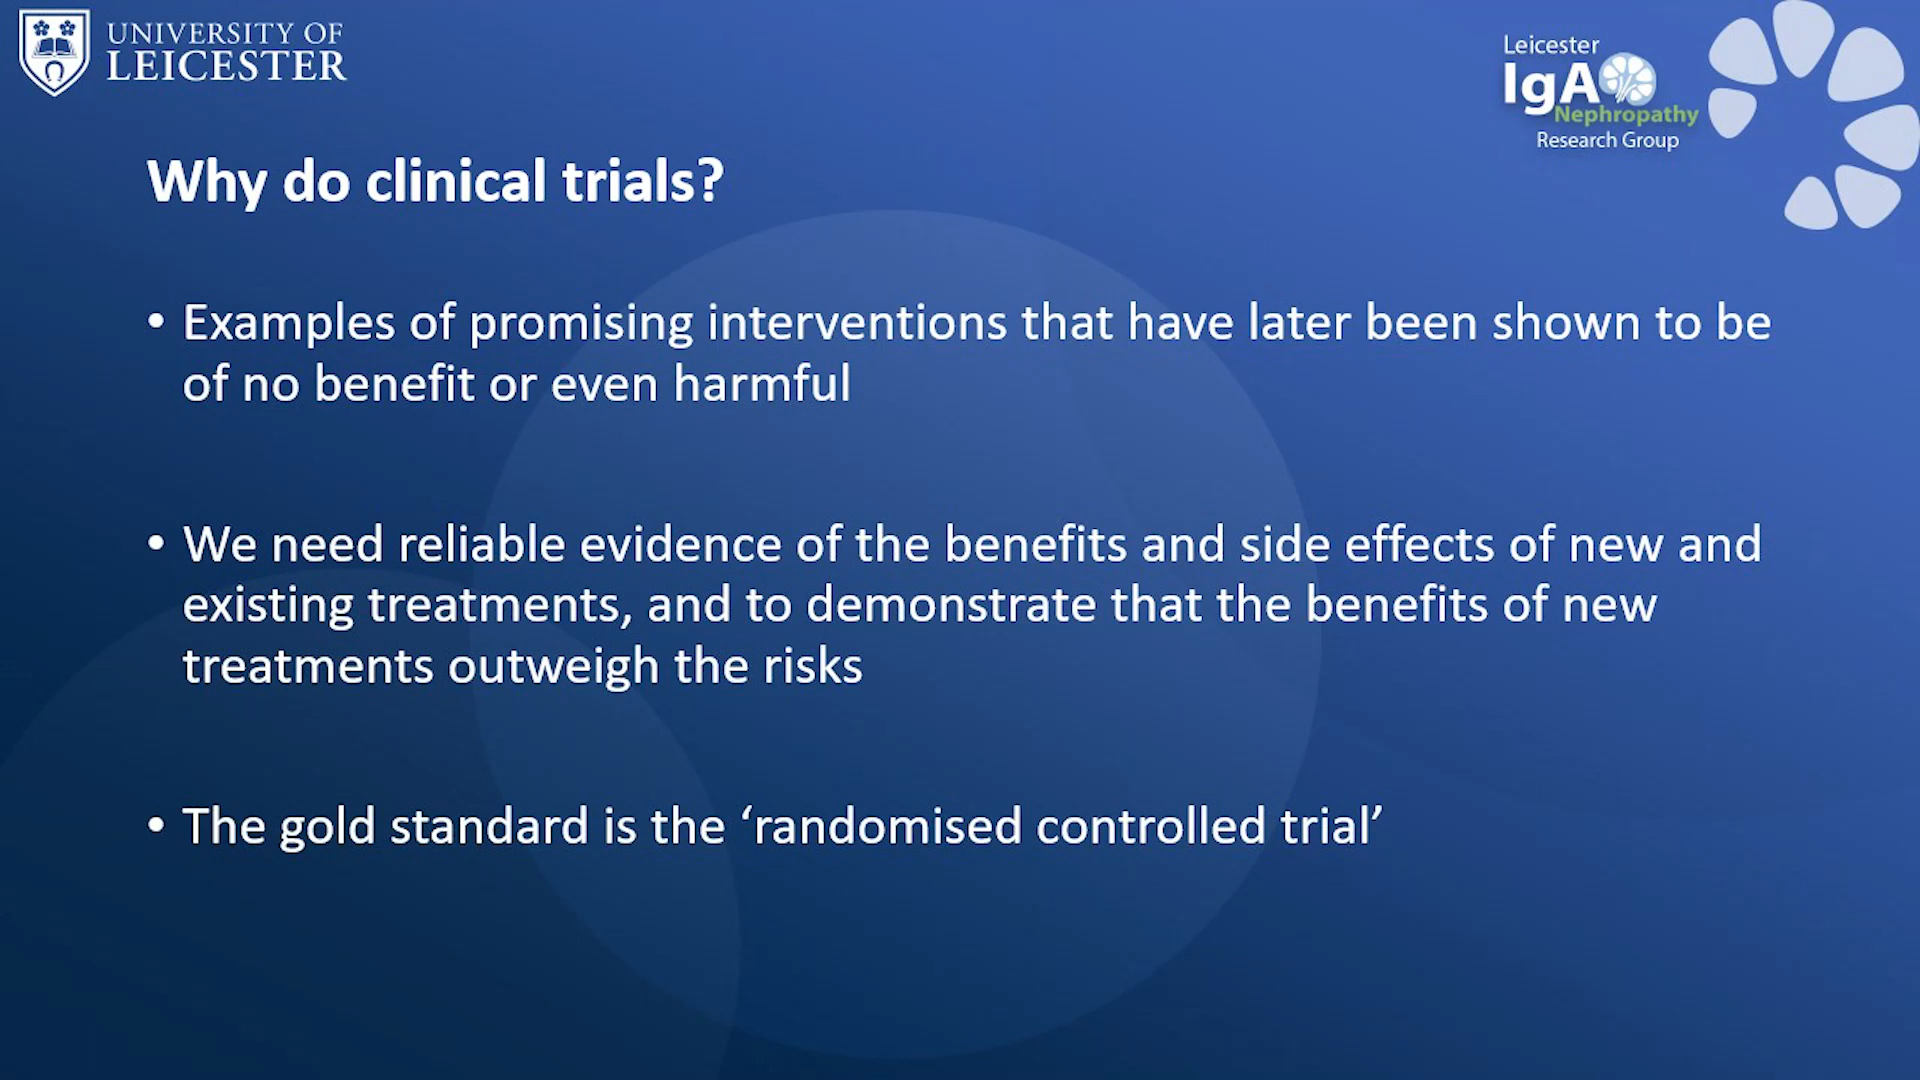 UNIVERSITY OF
LEICESTER
Leicester
IgA
Nephropathy
Research Group
Why do clinical trials?
• Examples of promising interventions that have later been shown to be
of no benefit or even harmful
• We need reliable evidence of the benefits and side effects of new and
existing treatments, and to demonstrate that the benefits of new
treatments outweigh the risks
• The gold standard is the ‘randomised controlled trial’